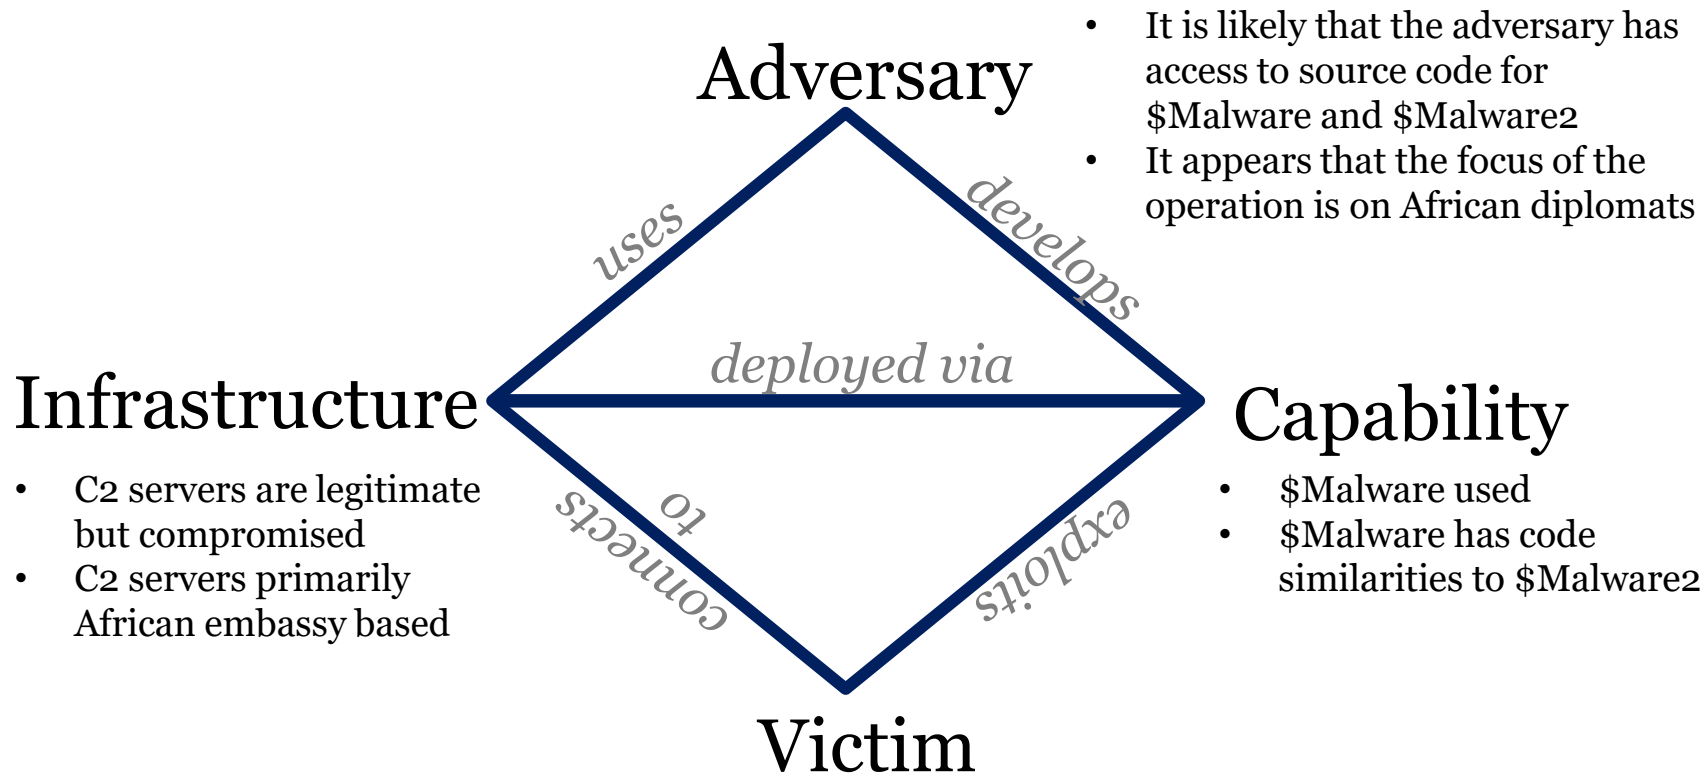 Adversary
• It is likely that the adversary has
access to source code for
$Malware and $Malware2
• It appears that the focus of the
operation is on African diplomats
uses
develops
deployed via
Infrastructure
• C2 servers are legitimate
but compromised
• C2 servers primarily
African embassy based
Capability
• $Malware used
• $Malware has code
similarities to $Malware2
connects
to
exploits
Victim